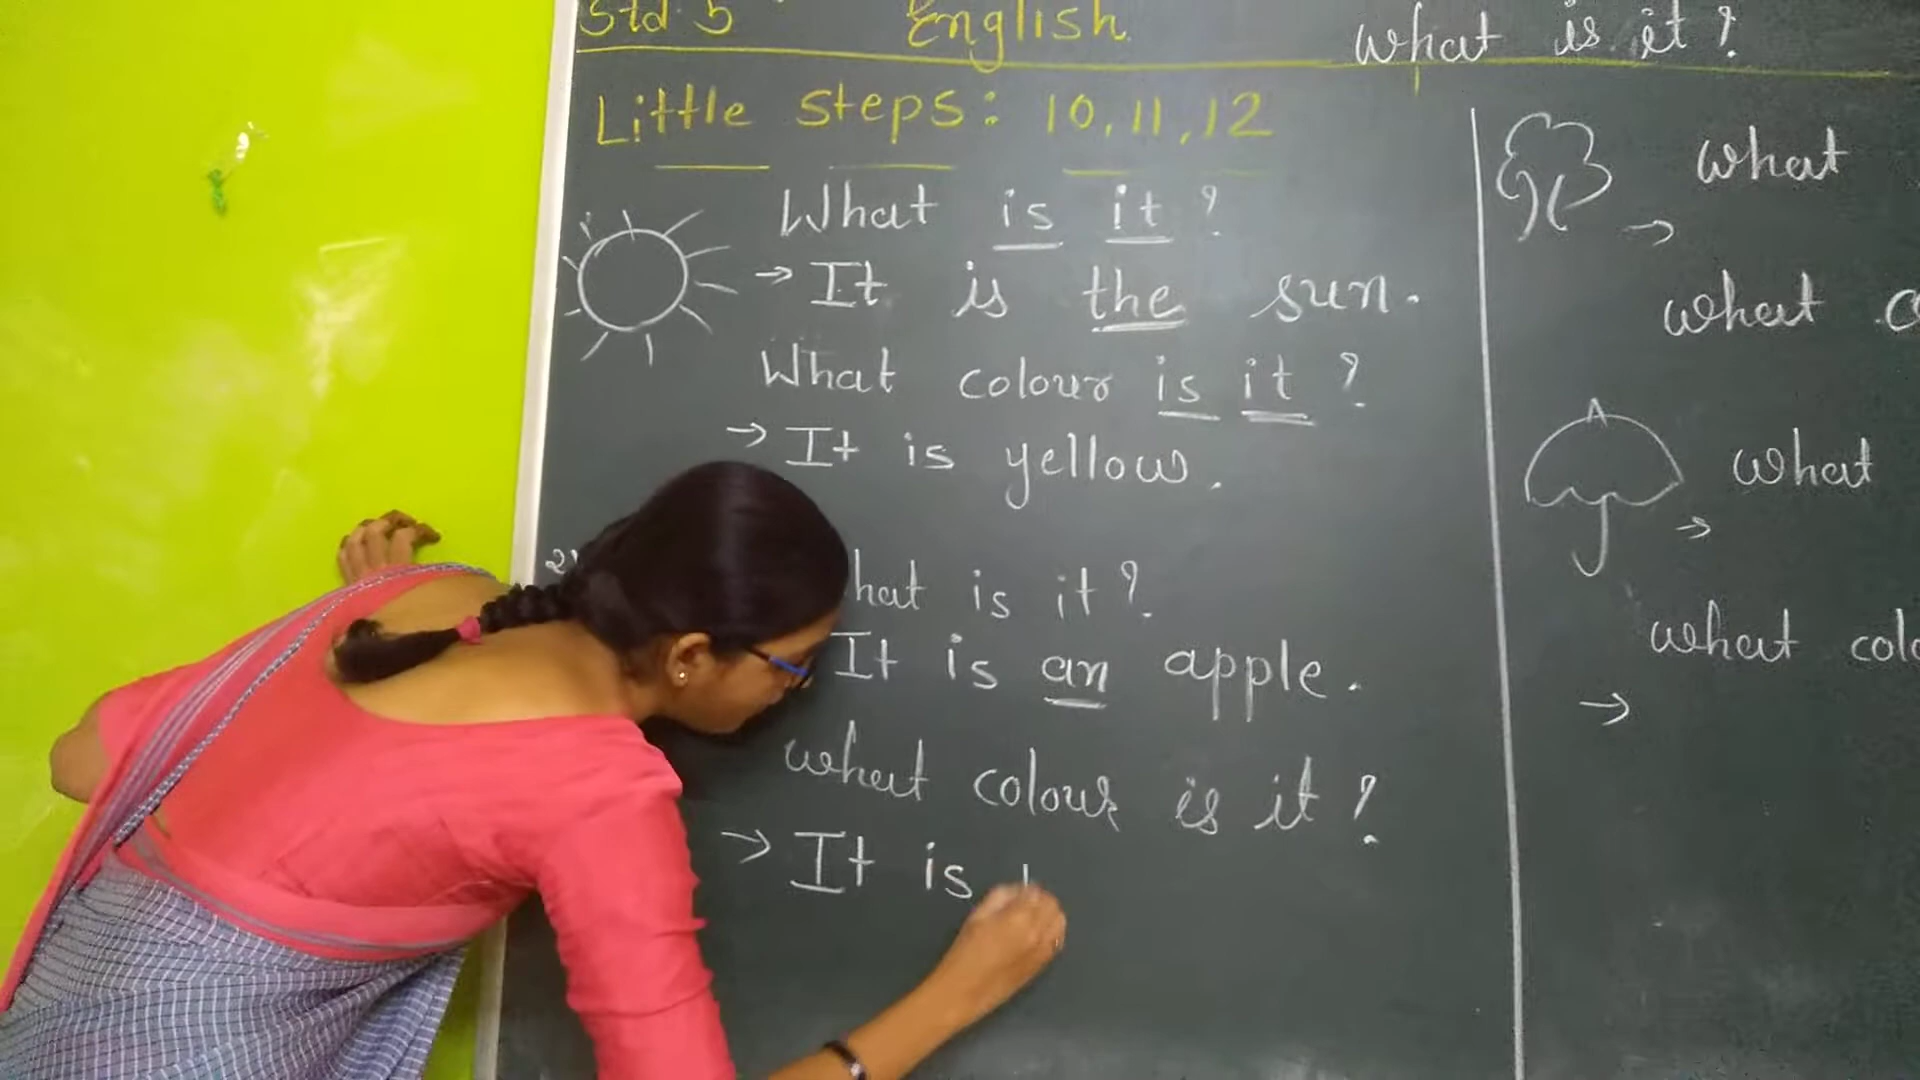 Std 5 English What is it?
Little steps: 10, 11, 12
What is it?
→ It is the sun.
What colour is it?
→ It is yellow.
2) hat is it?
It is an apple.
what colour is it?
→ It is
what
→
what
what
→
what colo
→